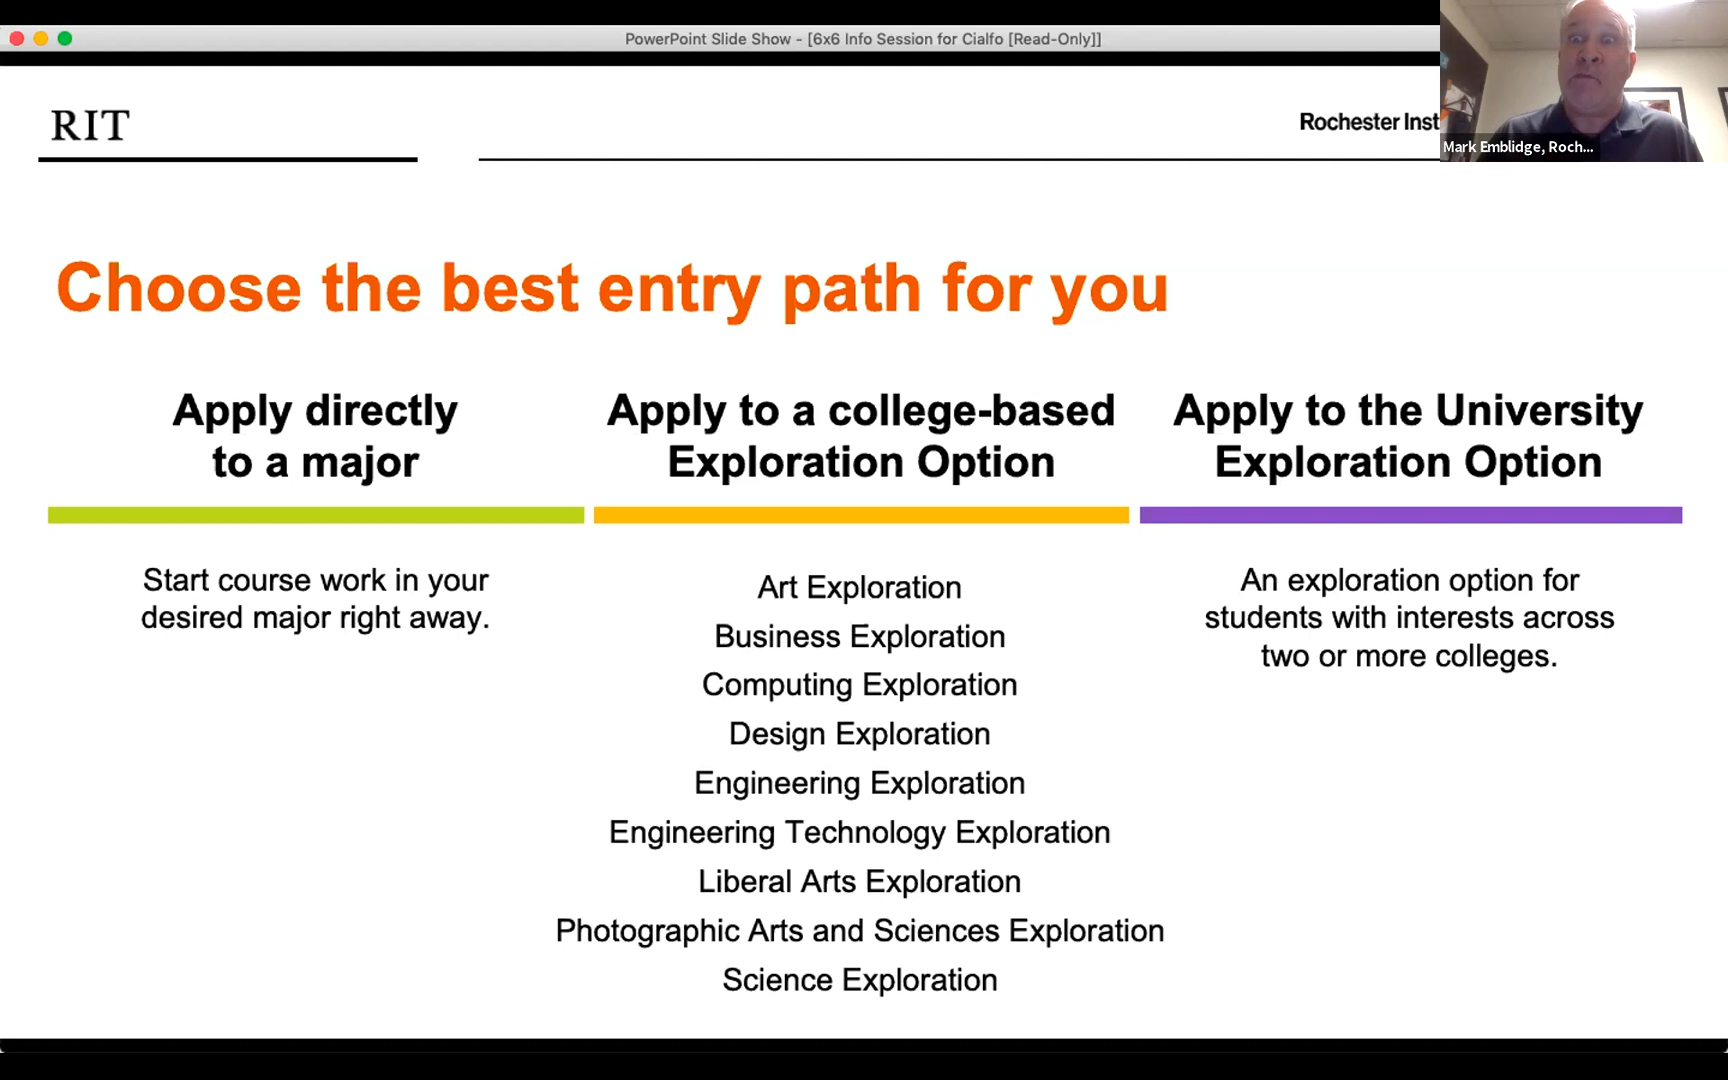 PowerPoint Slide Show - [6x6 Info Session for Cialfo [Read-Only]]
RIT
Rochester Inst
Mark Emblidge, Roch...
Choose the best entry path for you
Apply directly
to a major
Start course work in your
desired major right away.
Apply to a college-based
Exploration Option
Art Exploration
Business Exploration
Computing Exploration
Design Exploration
Engineering Exploration
Engineering Technology Exploration
Liberal Arts Exploration
Photographic Arts and Sciences Exploration
Science Exploration
Apply to the University
Exploration Option
An exploration option for
students with interests across
two or more colleges.